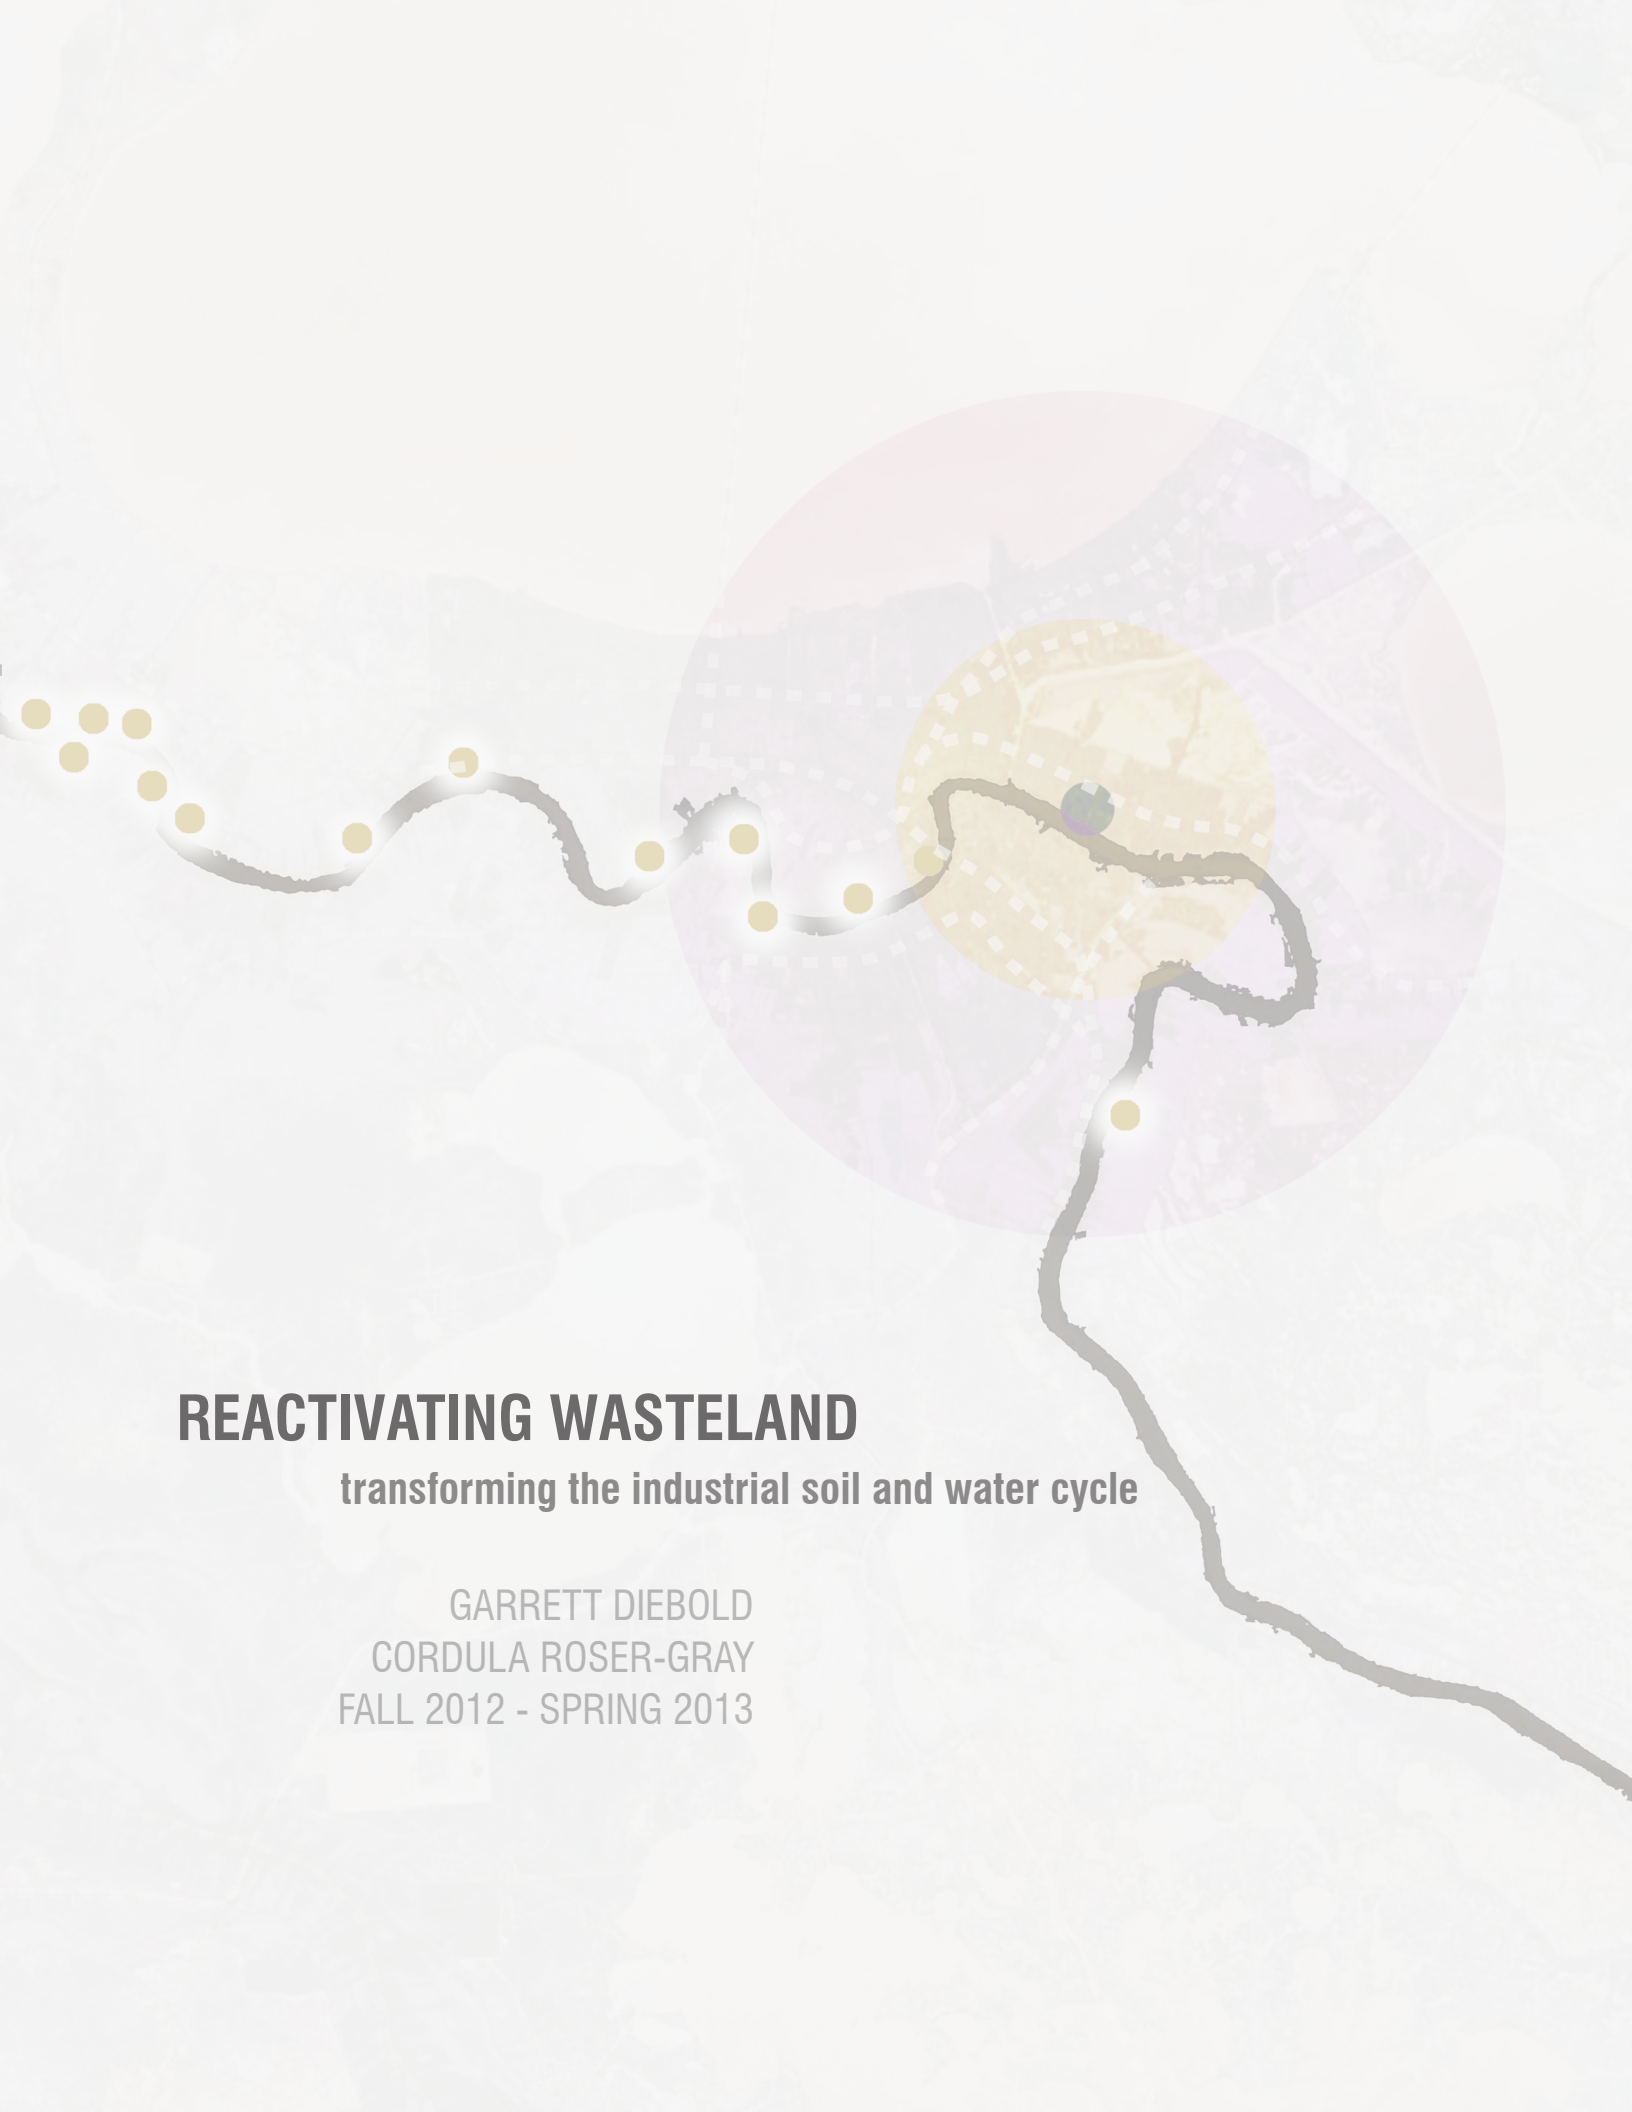 REACTIVATING WASTELAND
transforming the industrial soil and water cycle
GARRETT DIEBOLD
CORDULA ROSER-GRAY
FALL 2012 - SPRING 2013